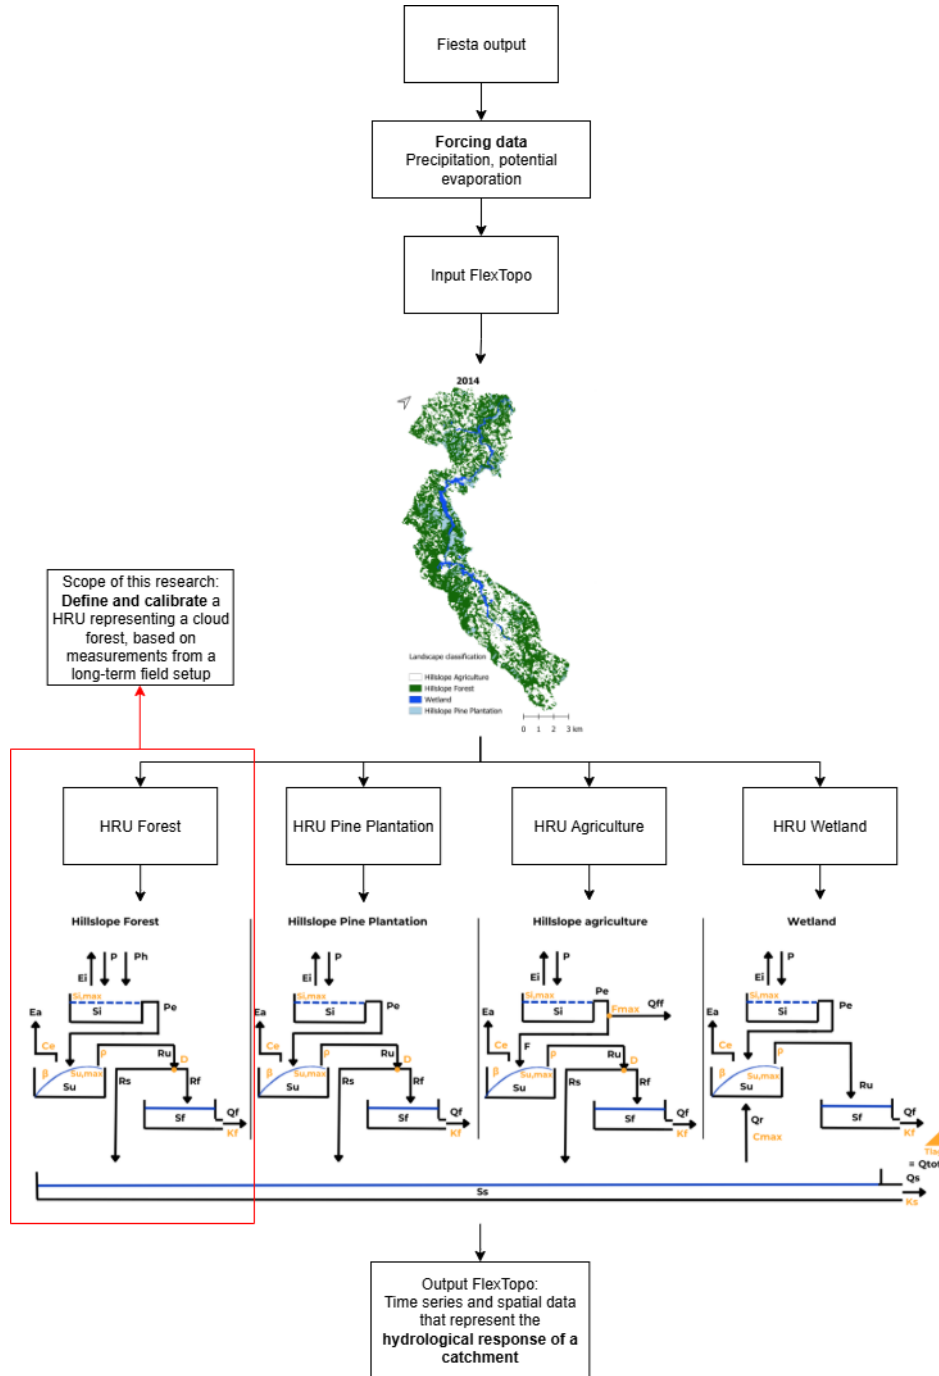 Fiesta output
Forcing data
Precipitation, potential
evaporation
Input FlexTopo
2014
Landscape classification
Hillslope Agriculture
Hillslope Forest
Wetland
Hillslope Pine Plantation
0 1 2 3 km
Scope of this research:
Define and calibrate a
HRU representing a cloud
forest, based on
measurements from a
long-term field setup
HRU Forest
HRU Pine Plantation
HRU Agriculture
HRU Wetland
Hillslope Forest
Ei P Ph
Si,max
Si
Pe
Ea
Ce
β
Su,max
Su
ρ
Ru
D
Rs
Rf
Sf
Qf
Kf
Hillslope Pine Plantation
Ei P
Si,max
Si
Pe
Ea
Ce
β
Su,max
Su
ρ
Ru
D
Rs
Rf
Sf
Qf
Kf
Hillslope agriculture
Ei P
Si,max
Si
Pe
Fmax
Qff
Ea
Ce
F
β
Su,max
Su
ρ
Ru
D
Rs
Rf
Sf
Qf
Kf
Wetland
Ei P
Si,max
Si
Pe
Ea
Ce
β
Su,max
Su
ρ
Ru
Qr
Cmax
Sf
Qf
Kf
Tlag
= Qtot
Ss
Qs
Ks
Output FlexTopo:
Time series and spatial data
that represent the
hydrological response of a
catchment